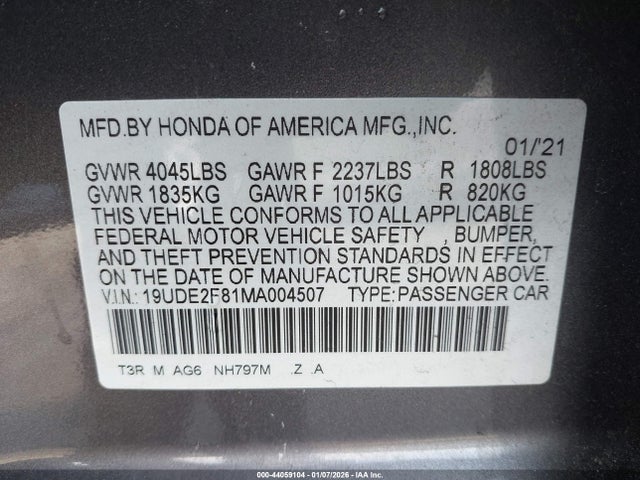 MFD.BY HONDA OF AMERICA MFG.,INC.
01/'21
GVWR 4045LBS GAWR F 2237LBS R 1808LBS
GVWR 1835KG GAWR F 1015KG R 820KG
THIS VEHICLE CONFORMS TO ALL APPLICABLE
FEDERAL MOTOR VEHICLE SAFETY , BUMPER,
AND THEFT PREVENTION STANDARDS IN EFFECT
ON THE DATE OF MANUFACTURE SHOWN ABOVE.
V.I.N: 19UDE2F81MA004507 TYPE:PASSENGER CAR
T3R M AG6 NH797M .Z .A
000-44059104 | 01/07/2026 - IAA Inc.